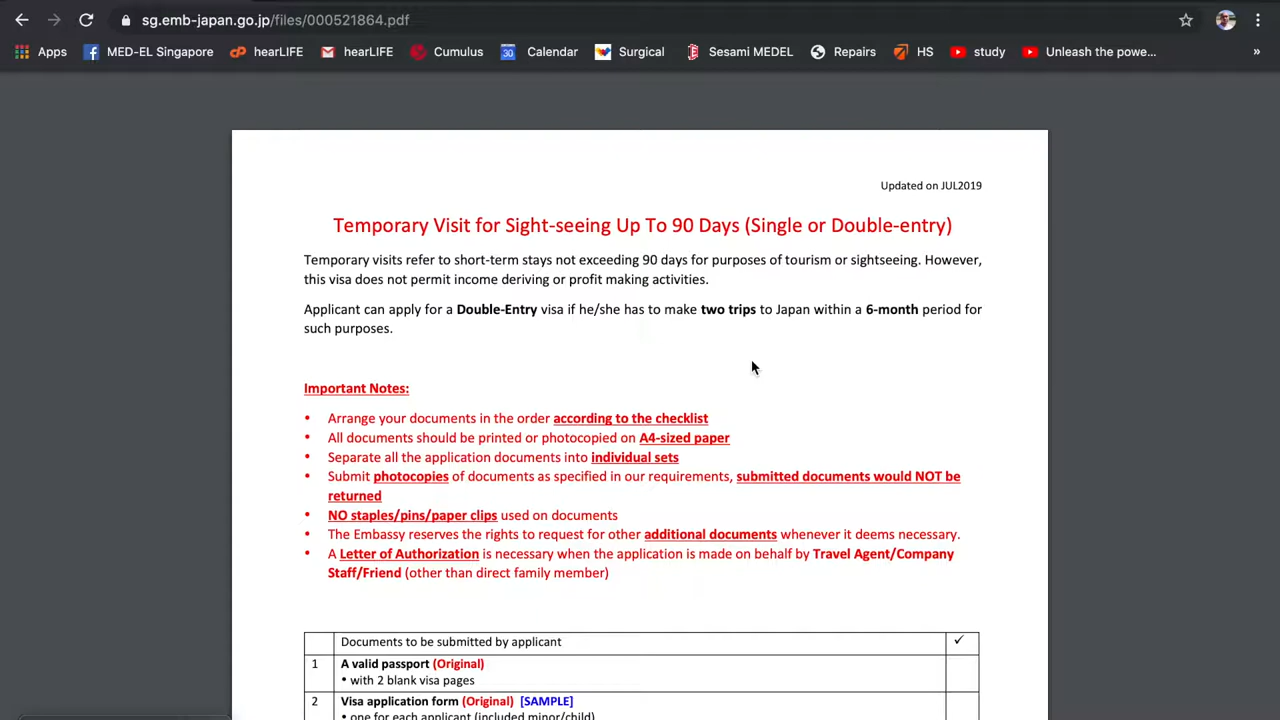 sg.emb-japan.go.jp/files/000521864.pdf
Apps MED-EL Singapore hearLIFE hearLIFE Cumulus 30 Calendar Surgical Sesami MEDEL Repairs HS study Unleash the powe... »
Updated on JUL2019
Temporary Visit for Sight-seeing Up To 90 Days (Single or Double-entry)
Temporary visits refer to short-term stays not exceeding 90 days for purposes of tourism or sightseeing. However,
this visa does not permit income deriving or profit making activities.
Applicant can apply for a Double-Entry visa if he/she has to make two trips to Japan within a 6-month period for
such purposes.
Important Notes:
• Arrange your documents in the order according to the checklist
• All documents should be printed or photocopied on A4-sized paper
• Separate all the application documents into individual sets
• Submit photocopies of documents as specified in our requirements, submitted documents would NOT be
returned
• NO staples/pins/paper clips used on documents
• The Embassy reserves the rights to request for other additional documents whenever it deems necessary.
• A Letter of Authorization is necessary when the application is made on behalf by Travel Agent/Company
Staff/Friend (other than direct family member)
Documents to be submitted by applicant ✓
1 A valid passport (Original)
• with 2 blank visa pages
2 Visa application form (Original) [SAMPLE]
• one for each applicant (included minor/child)